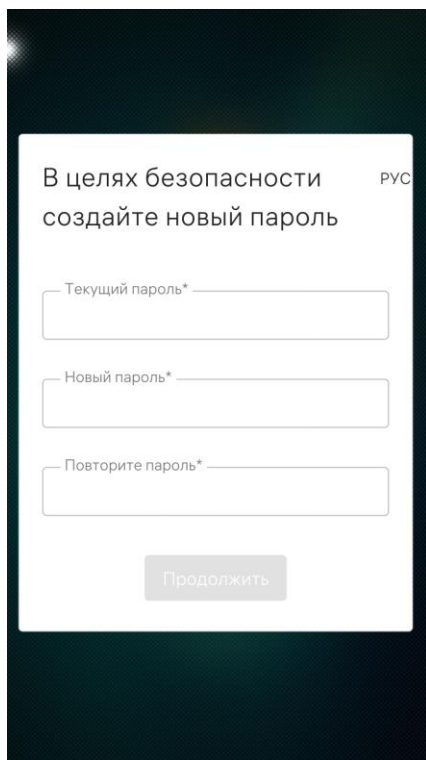 В целях безопасности
создайте новый пароль
РУС
Текущий пароль*
Новый пароль*
Повторите пароль*
Продолжить